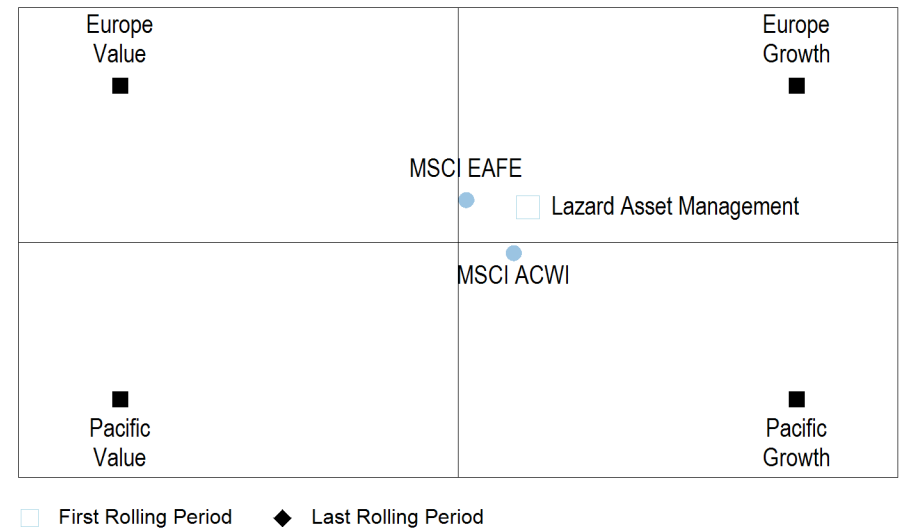 Europe
Value
Europe
Growth
MSCI EAFE
Lazard Asset Management
MSCI ACWI
Pacific
Value
Pacific
Growth
First Rolling Period
Last Rolling Period